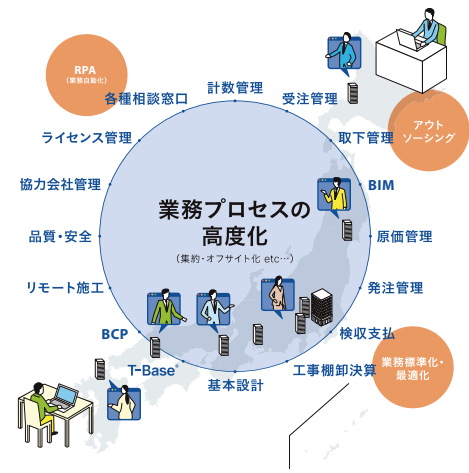 RPA
（業務自動化）
アウト
ソーシング
業務標準化・
最適化
計数管理
受注管理
取下管理
BIM
原価管理
発注管理
検収支払
工事棚卸決算
基本設計
T-Base®
BCP
リモート施工
品質・安全
協力会社管理
ライセンス管理
各種相談窓口
業務プロセスの
高度化
（集約・オフサイト化 etc…）